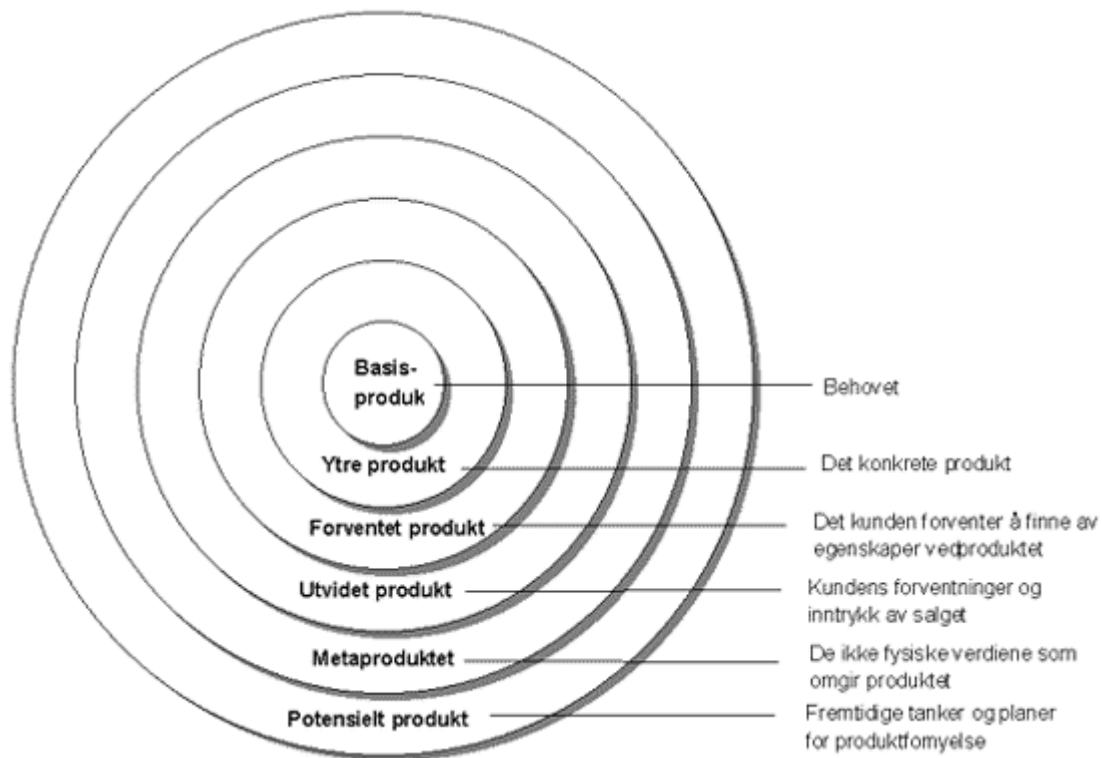 Basis-
produk
Behovet
Ytre produkt
Det konkrete produkt
Forventet produkt
Det kunden forventer å finne av
egenskaper vedproduktet
Utvidet produkt
Kundens forventninger og
inntrykk av salget
Metaproduktet
De ikke fysiske verdiene som
omgir produktet
Potensielt produkt
Fremtidige tanker og planer
for produktfornyelse